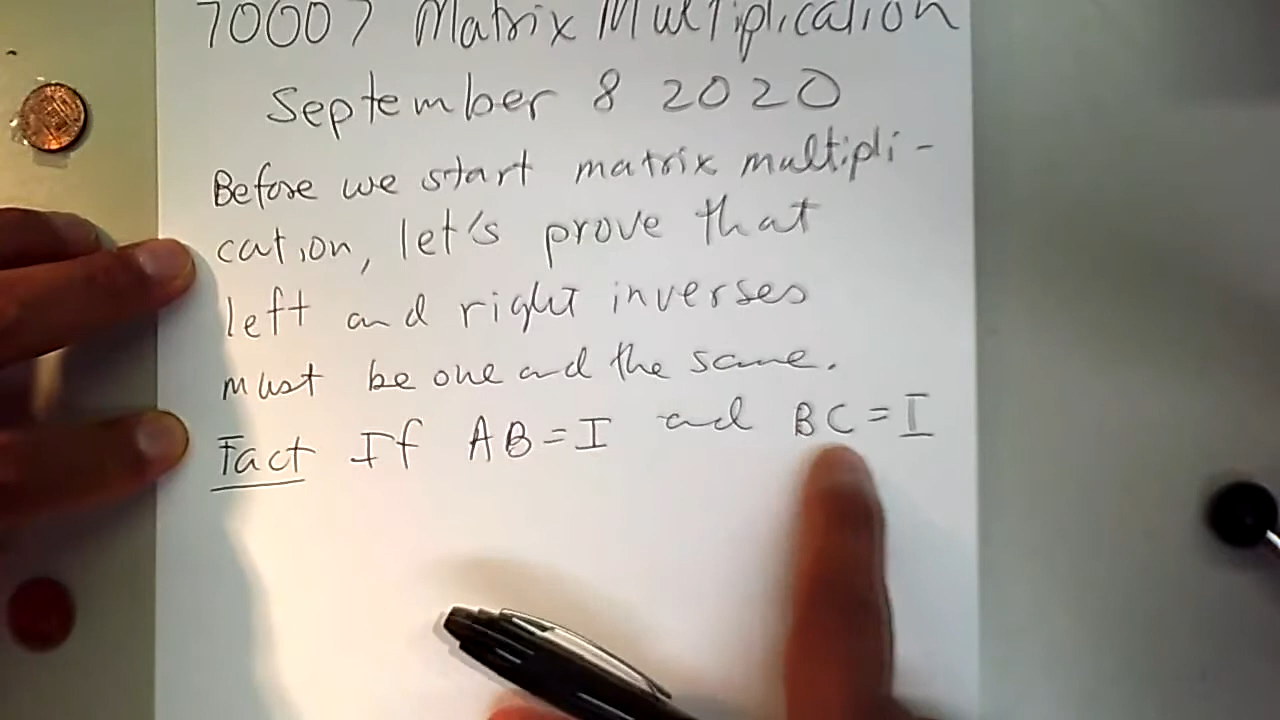 70007 Matrix Multiplication
September 8 2020
Before we start matrix multipli-
cation, let's prove that
left and right inverses
must be one and the same.
Fact If AB=I and BC=I